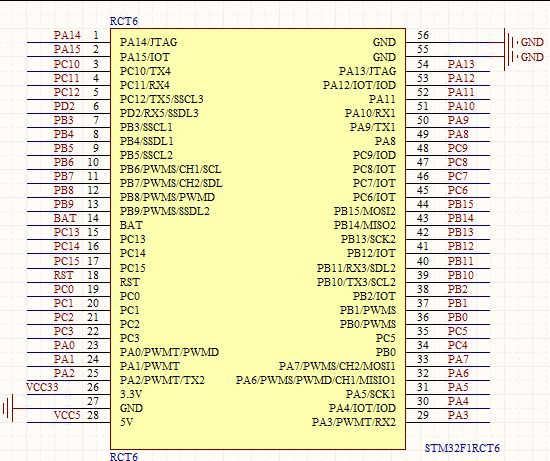 RCT6
PA14 1 PA14/JTAG GND 56 GND
PA15 2 PA15/IOT GND 55 GND
PC10 3 PC10/TX4 PA13/JTAG 54 PA13
PC11 4 PC11/RX4 PA12/IOT/IOD 53 PA12
PC12 5 PC12/TX5/SSCL3 PA11 52 PA11
PD2 6 PD2/RX5/SSDL3 PA10/RX1 51 PA10
PB3 7 PB3/SSCL1 PA9/TX1 50 PA9
PB4 8 PB4/SSDL1 PA8 49 PA8
PB5 9 PB5/SSCL2 PC9/IOD 48 PC9
PB6 10 PB6/PWMS/CH1/SCL PC8/IOT 47 PC8
PB7 11 PB7/PWMS/CH2/SDL PC7/IOT 46 PC7
PB8 12 PB8/PWMS/PWMD PC6/IOT 45 PC6
PB9 13 PB9/PWMS/SSDL2 PB15/MOSI2 44 PB15
BAT 14 BAT PB14/MISO2 43 PB14
PC13 15 PC13 PB13/SCK2 42 PB13
PC14 16 PC14 PB12/IOT 41 PB12
PC15 17 PC15 PB11/RX3/SDL2 40 PB11
RST 18 RST PB10/TX3/SCL2 39 PB10
PC0 19 PC0 PB2/IOT 38 PB2
PC1 20 PC1 PB1/PWMS 37 PB1
PC2 21 PC2 PB0/PWMS 36 PB0
PC3 22 PC3 PC5 35 PC5
PA0 23 PA0/PWMT/PWMD PB0 34 PC4
PA1 24 PA1/PWMT PA7/PWMS/CH2/MOSI1 33 PA7
PA2 25 PA2/PWMT/TX2 PA6/PWMS/PWMD/CH1/MISIO1 32 PA6
VCC33 26 3.3V PA5/SCK1 31 PA5
27 GND PA4/IOT/IOD 30 PA4
VCC5 28 5V PA3/PWMT/RX2 29 PA3
RCT6 STM32F1RCT6